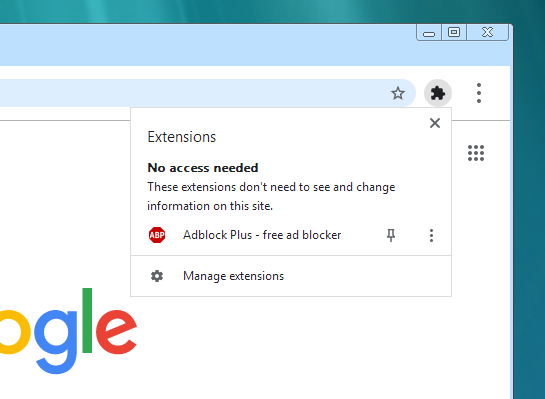 Extensions
No access needed
These extensions don't need to see and change
information on this site.
ABP
Adblock Plus - free ad blocker
Manage extensions
ogle